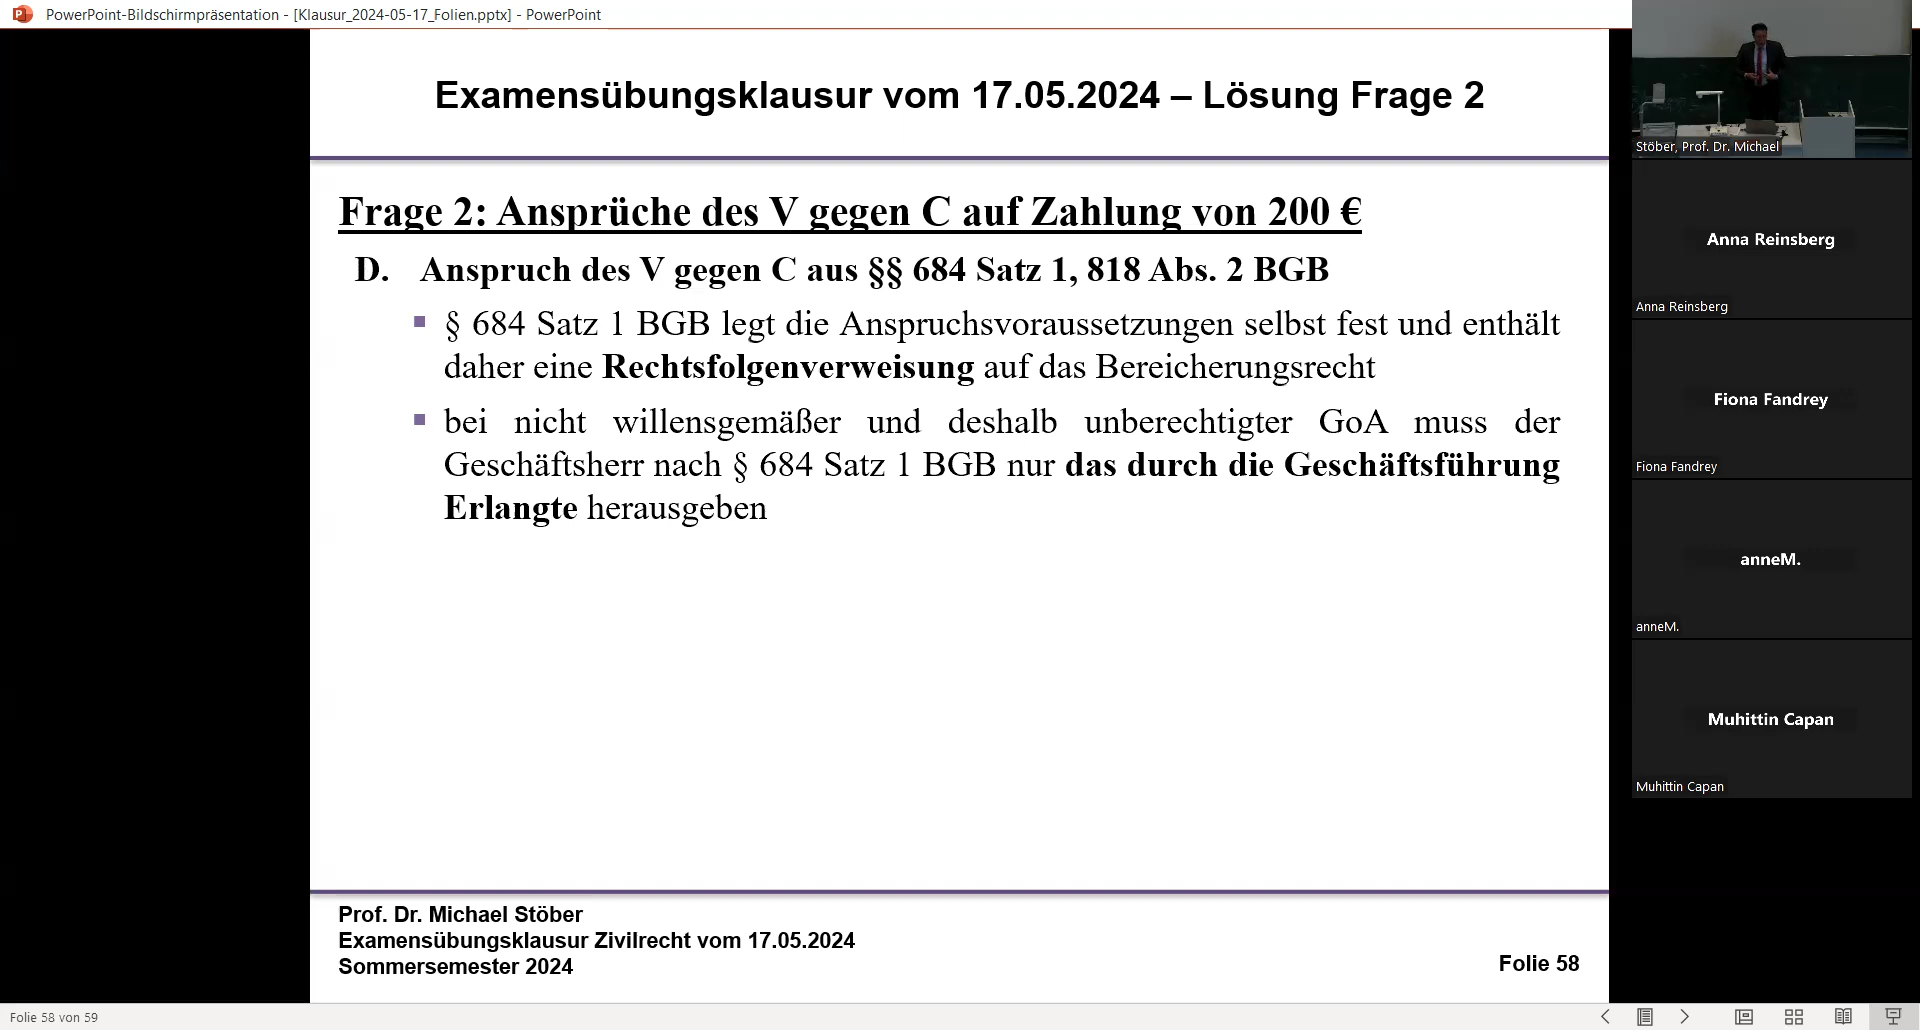 PowerPoint-Bildschirmpräsentation - [Klausur_2024-05-17_Folien.pptx] - PowerPoint
Examensübungsklausur vom 17.05.2024 – Lösung Frage 2
Frage 2: Ansprüche des V gegen C auf Zahlung von 200 €
D. Anspruch des V gegen C aus §§ 684 Satz 1, 818 Abs. 2 BGB
§ 684 Satz 1 BGB legt die Anspruchsvoraussetzungen selbst fest und enthält
daher eine Rechtsfolgenverweisung auf das Bereicherungsrecht
bei nicht willensgemäßer und deshalb unberechtigter GoA muss der
Geschäftsherr nach § 684 Satz 1 BGB nur das durch die Geschäftsführung
Erlangte herausgeben
Prof. Dr. Michael Stöber
Examensübungsklausur Zivilrecht vom 17.05.2024
Sommersemester 2024
Folie 58
Folie 58 von 59
Stöber, Prof. Dr. Michael
Anna Reinsberg
Anna Reinsberg
Fiona Fandrey
Fiona Fandrey
anneM.
anneM.
Muhittin Capan
Muhittin Capan